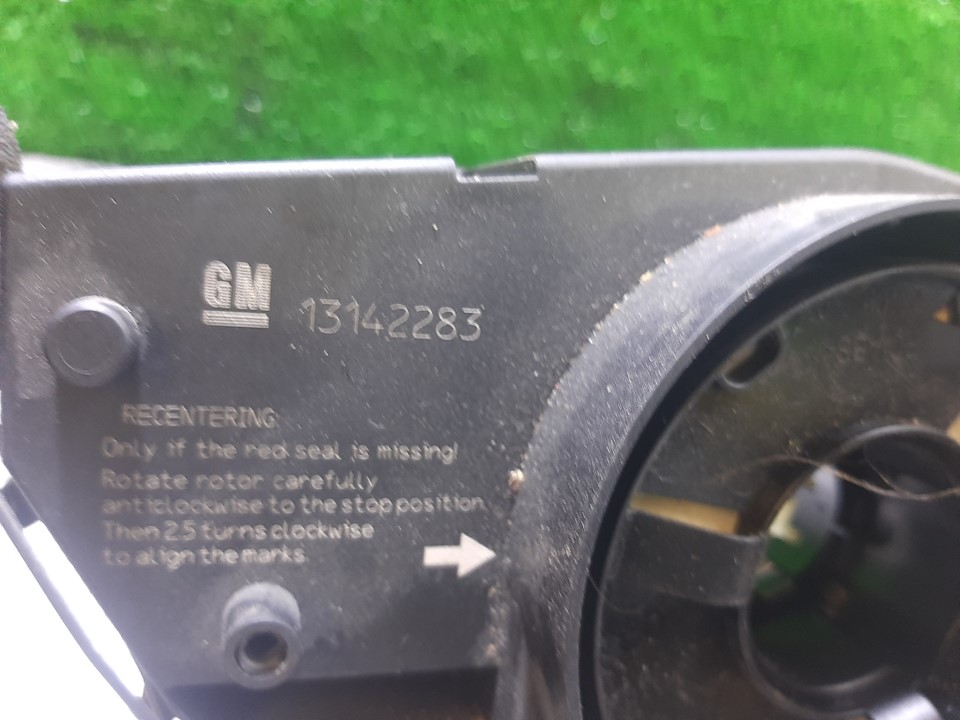 GM 13142283
RECENTERING
Only if the red seal is missing!
Rotate rotor carefully
anticlockwise to the stop position.
Then 2.5 turns clockwise
to align the marks.